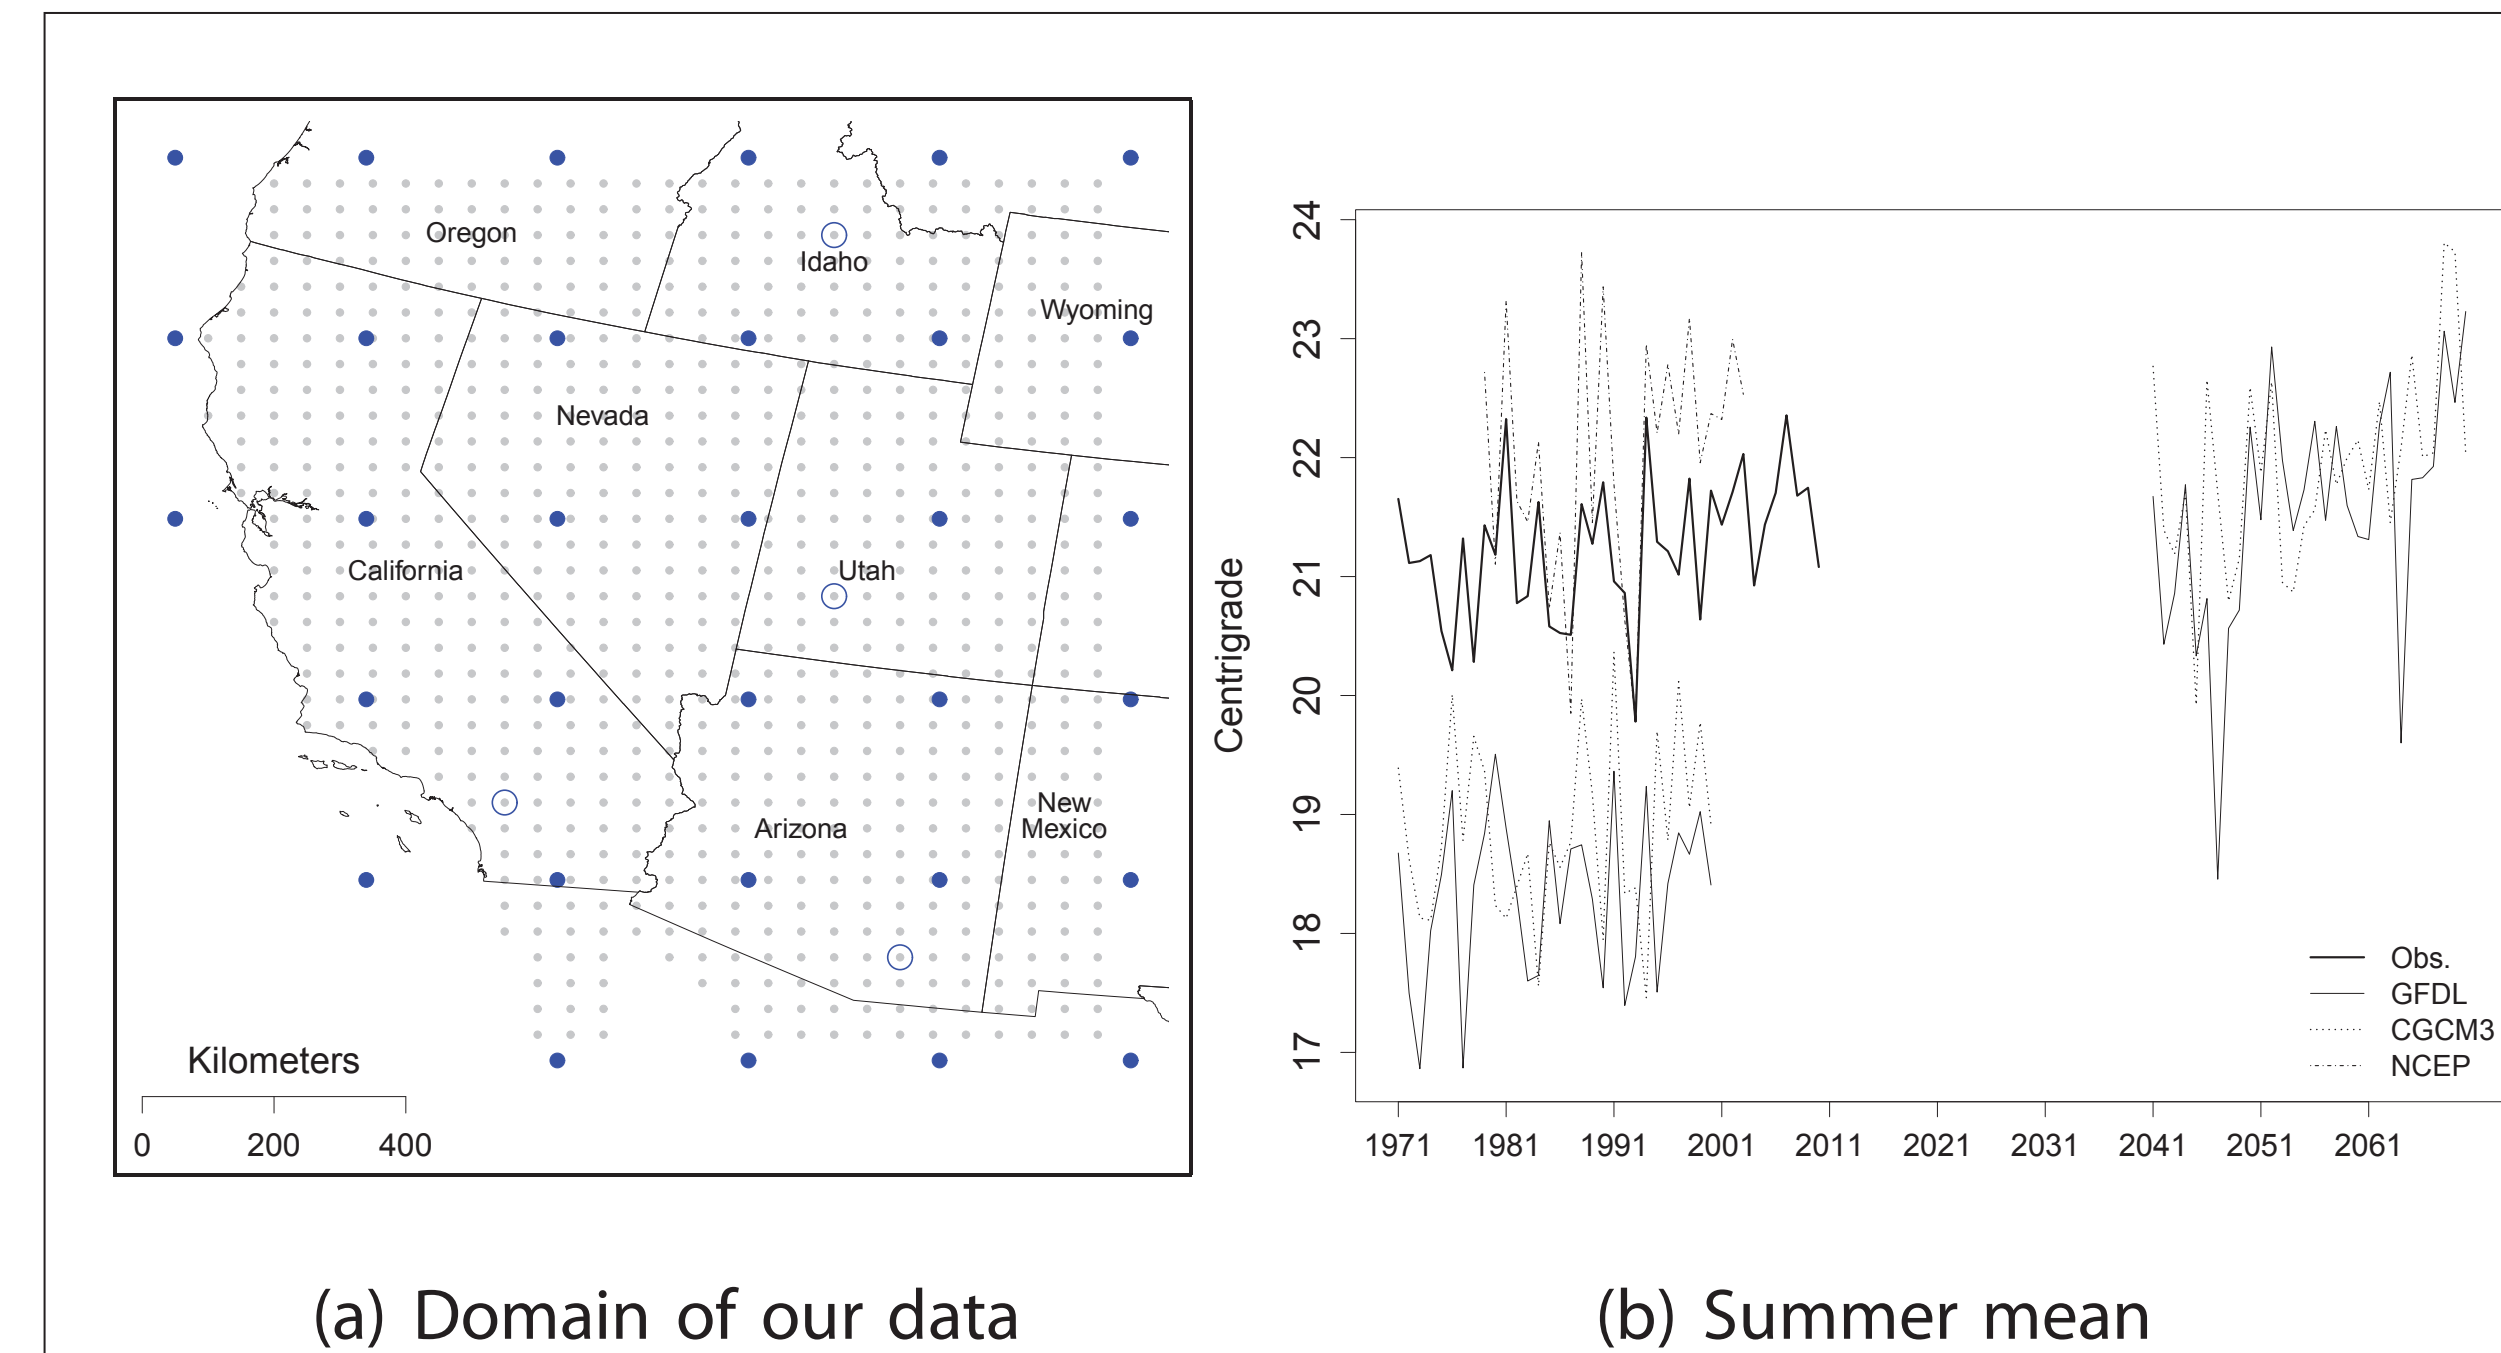 Oregon
Idaho
Wyoming
Nevada
California
Utah
Arizona
New
Mexico
Kilometers
0 200 400
(a) Domain of our data
Centrigrade
24
23
22
21
20
19
18
17
Obs.
GFDL
CGCM3
NCEP
1971 1981 1991 2001 2011 2021 2031 2041 2051 2061
(b) Summer mean